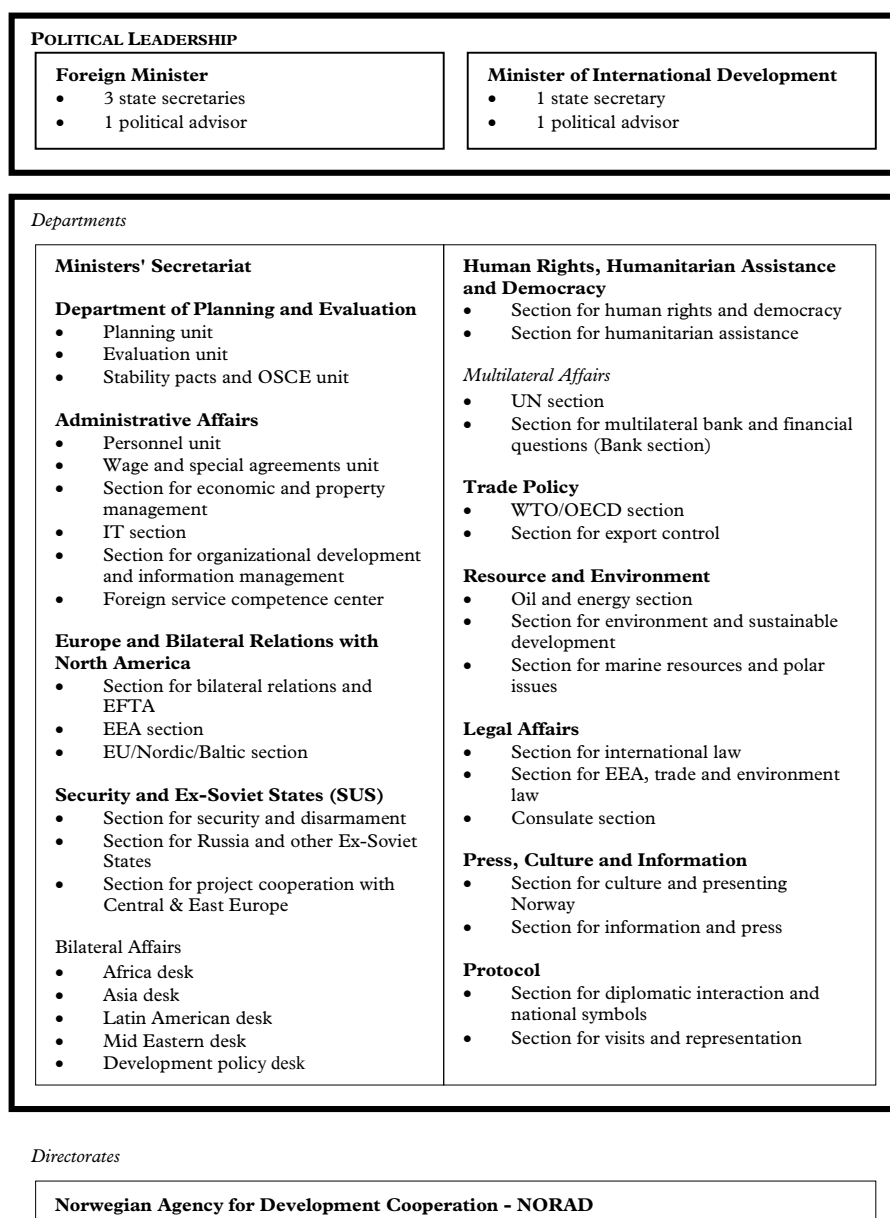 POLITICAL LEADERSHIP
Foreign Minister
• 3 state secretaries
• 1 political advisor
Minister of International Development
• 1 state secretary
• 1 political advisor
Departments
Ministers' Secretariat
Department of Planning and Evaluation
• Planning unit
• Evaluation unit
• Stability pacts and OSCE unit
Administrative Affairs
• Personnel unit
• Wage and special agreements unit
• Section for economic and property
management
• IT section
• Section for organizational development
and information management
• Foreign service competence center
Europe and Bilateral Relations with
North America
• Section for bilateral relations and
EFTA
• EEA section
• EU/Nordic/Baltic section
Security and Ex-Soviet States (SUS)
• Section for security and disarmament
• Section for Russia and other Ex-Soviet
States
• Section for project cooperation with
Central & East Europe
Bilateral Affairs
• Africa desk
• Asia desk
• Latin American desk
• Mid Eastern desk
• Development policy desk
Human Rights, Humanitarian Assistance
and Democracy
• Section for human rights and democracy
• Section for humanitarian assistance
Multilateral Affairs
• UN section
• Section for multilateral bank and financial
questions (Bank section)
Trade Policy
• WTO/OECD section
• Section for export control
Resource and Environment
• Oil and energy section
• Section for environment and sustainable
development
• Section for marine resources and polar
issues
Legal Affairs
• Section for international law
• Section for EEA, trade and environment
law
• Consulate section
Press, Culture and Information
• Section for culture and presenting
Norway
• Section for information and press
Protocol
• Section for diplomatic interaction and
national symbols
• Section for visits and representation
Directorates
Norwegian Agency for Development Cooperation - NORAD